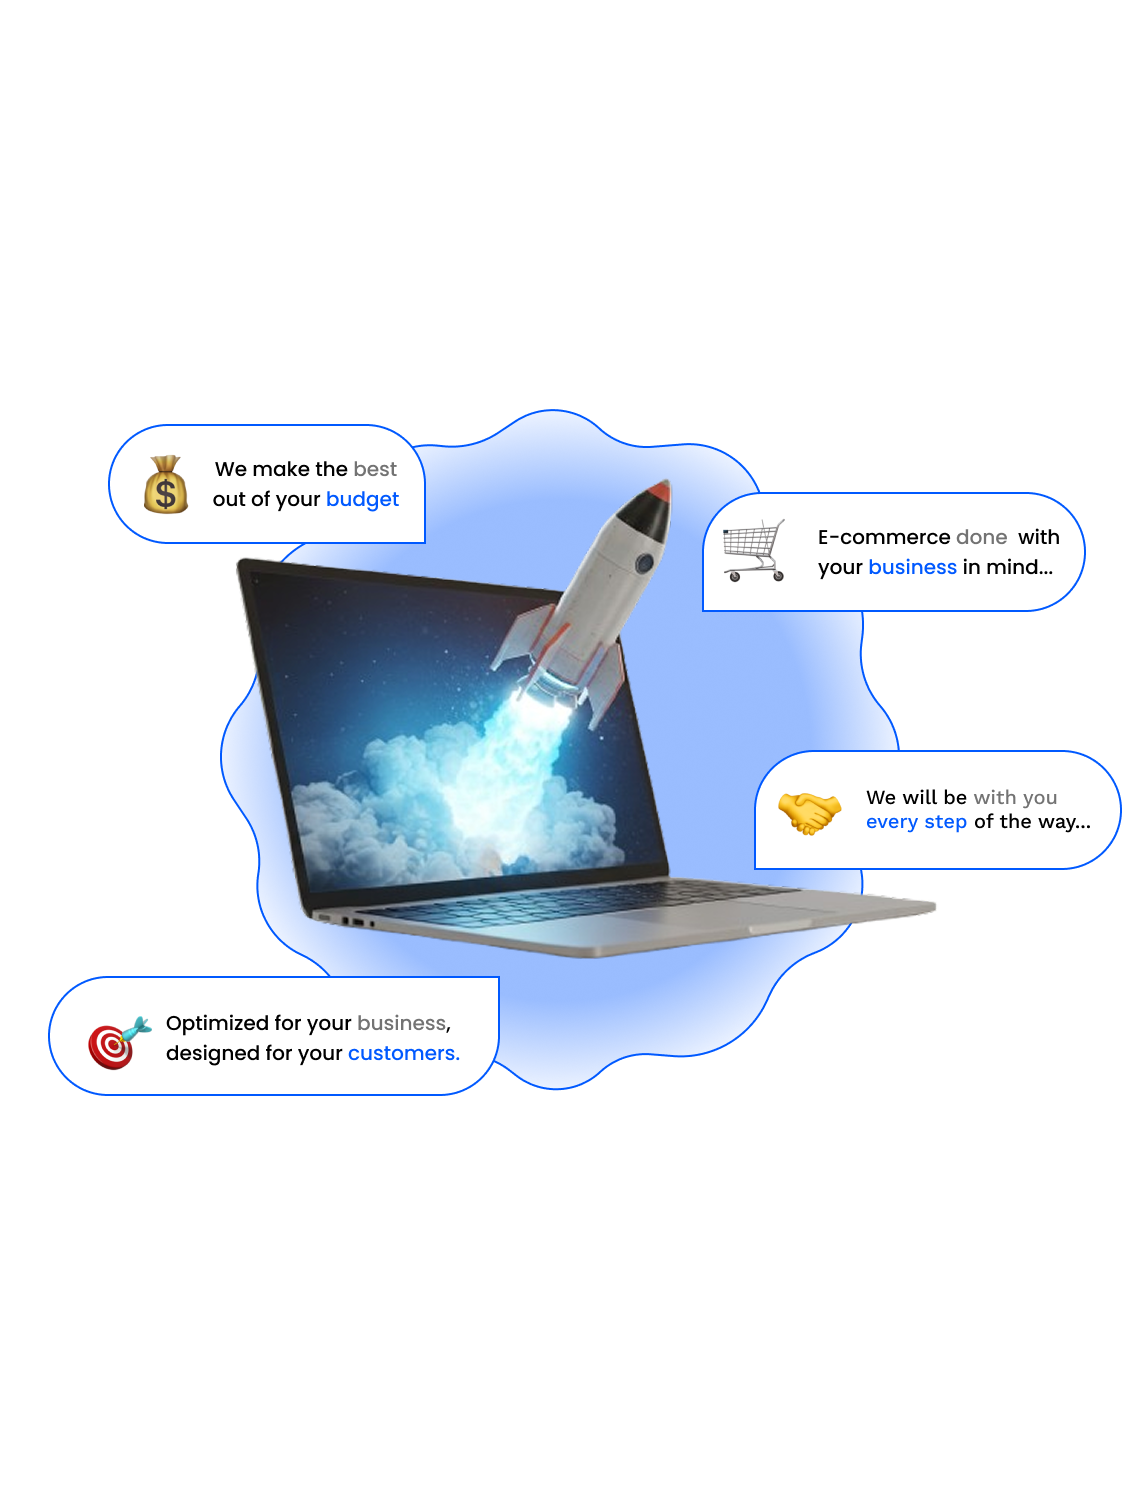 We make the best
out of your budget
E-commerce done with
your business in mind...
We will be with you
every step of the way...
Optimized for your business,
designed for your customers.